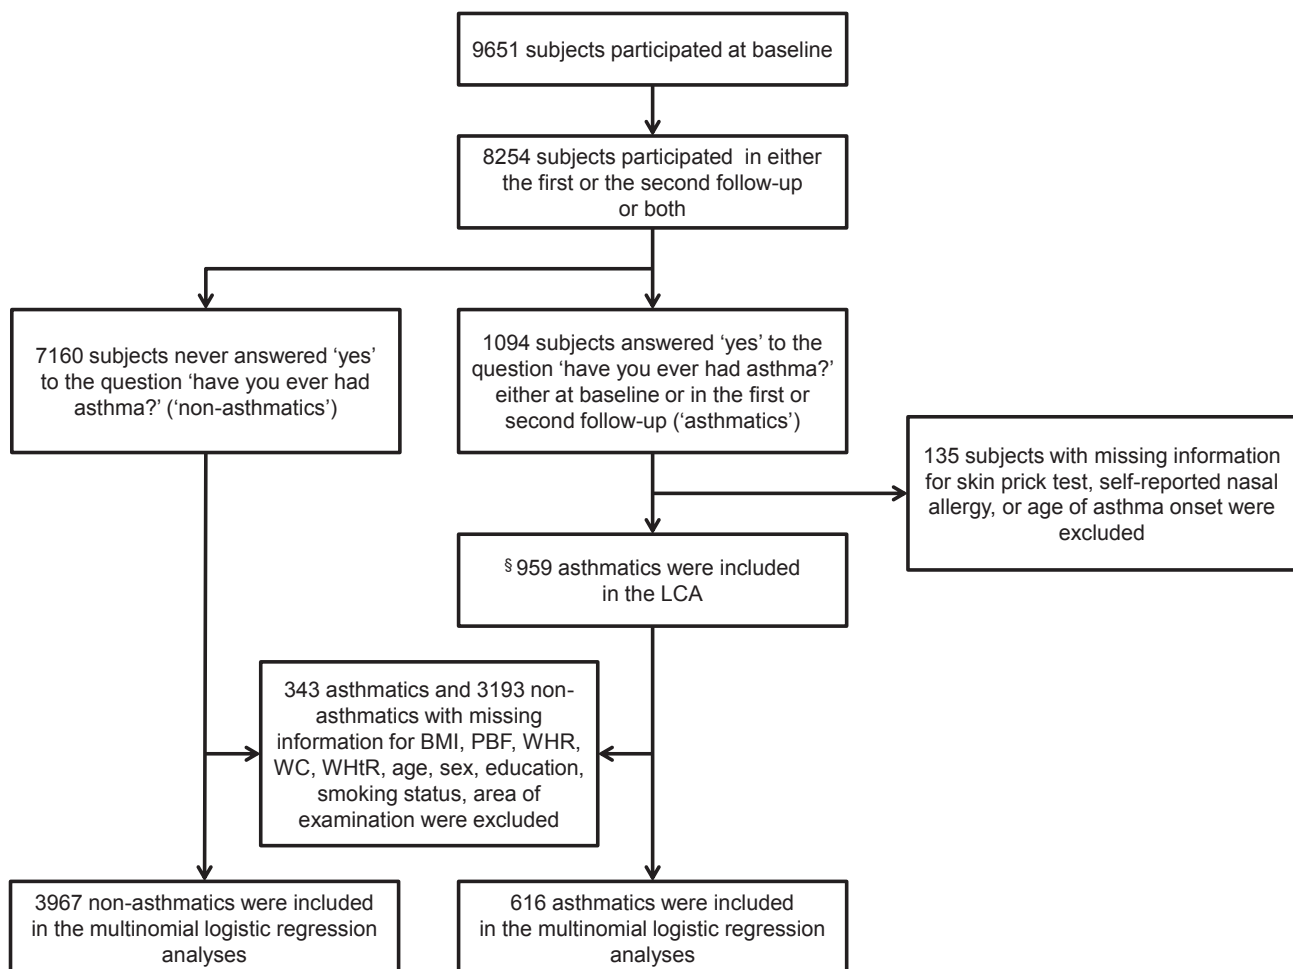 9651 subjects participated at baseline
8254 subjects participated in either
the first or the second follow-up
or both
7160 subjects never answered ‘yes’
to the question ‘have you ever had
asthma?’ (‘non-asthmatics’)
1094 subjects answered ‘yes’ to the
question ‘have you ever had asthma?’
either at baseline or in the first or
second follow-up (‘asthmatics’)
135 subjects with missing information
for skin prick test, self-reported nasal
allergy, or age of asthma onset were
excluded
§ 959 asthmatics were included
in the LCA
343 asthmatics and 3193 non-
asthmatics with missing
information for BMI, PBF, WHR,
WC, WHtR, age, sex, education,
smoking status, area of
examination were excluded
3967 non-asthmatics were included
in the multinomial logistic regression
analyses
616 asthmatics were included
in the multinomial logistic regression
analyses